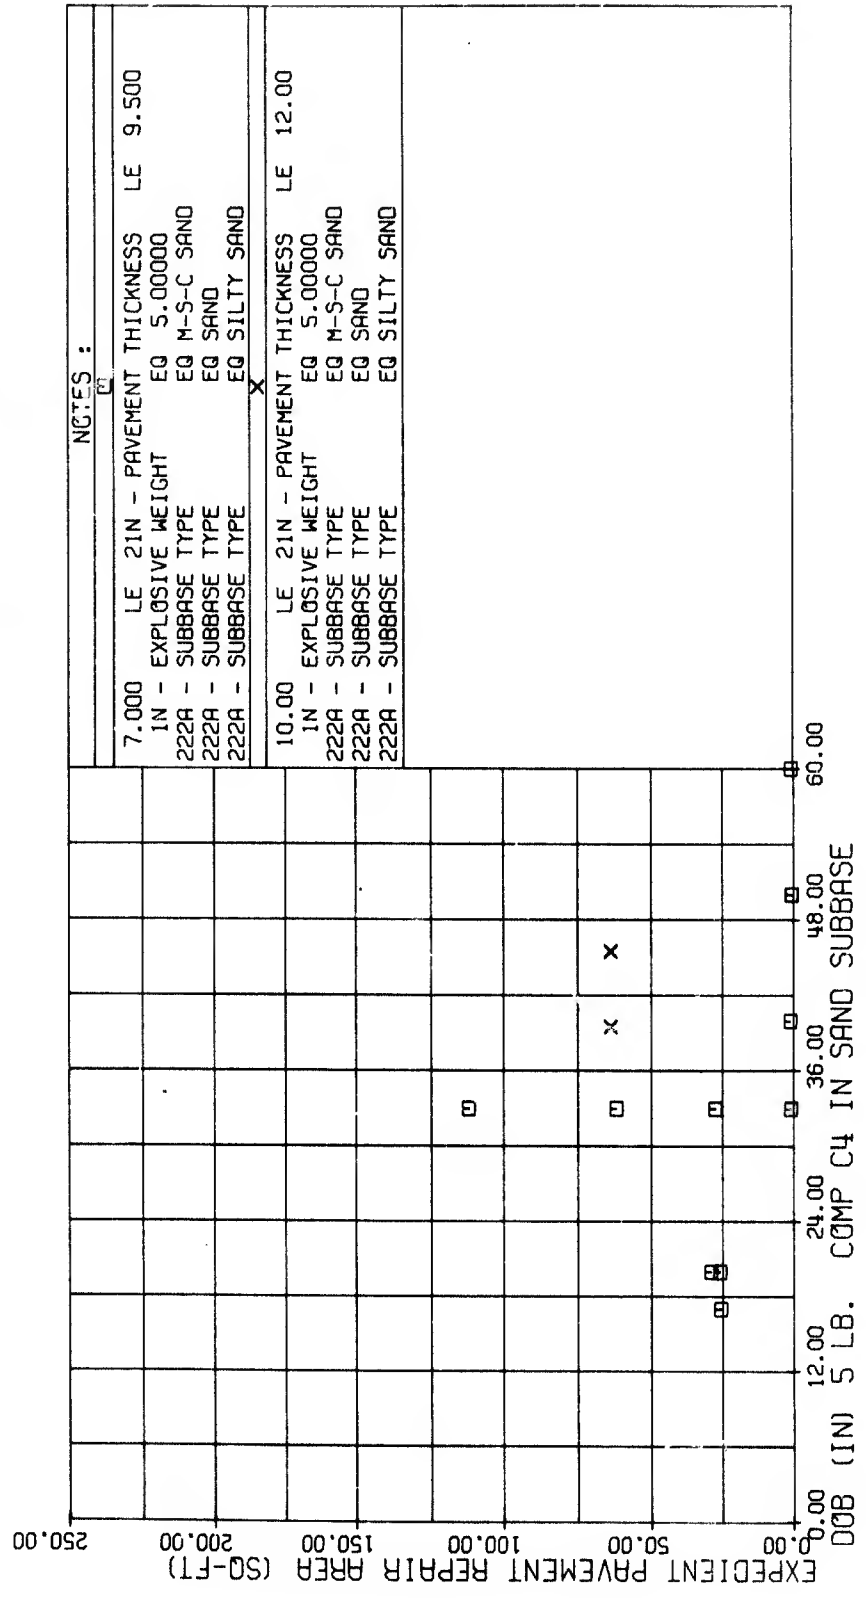 NOTES :
7.000 LE 21N - PAVEMENT THICKNESS LE 9.500
1N - EXPLOSIVE WEIGHT EQ 5.00000
222A - SUBBASE TYPE EQ M-S-C SAND
222A - SUBBASE TYPE EQ SAND
222A - SUBBASE TYPE EQ SILTY SAND
X
10.00 LE 21N - PAVEMENT THICKNESS LE 12.00
1N - EXPLOSIVE WEIGHT EQ 5.00000
222A - SUBBASE TYPE EQ M-S-C SAND
222A - SUBBASE TYPE EQ SAND
222A - SUBBASE TYPE EQ SILTY SAND
EXPEDIENT PAVEMENT REPAIR AREA (SQ-FT)
250.00
200.00
150.00
100.00
50.00
0.00
0.00 12.00 24.00 36.00 48.00 60.00
DOB (IN) 5 LB. COMP C4 IN SAND SUBBASE